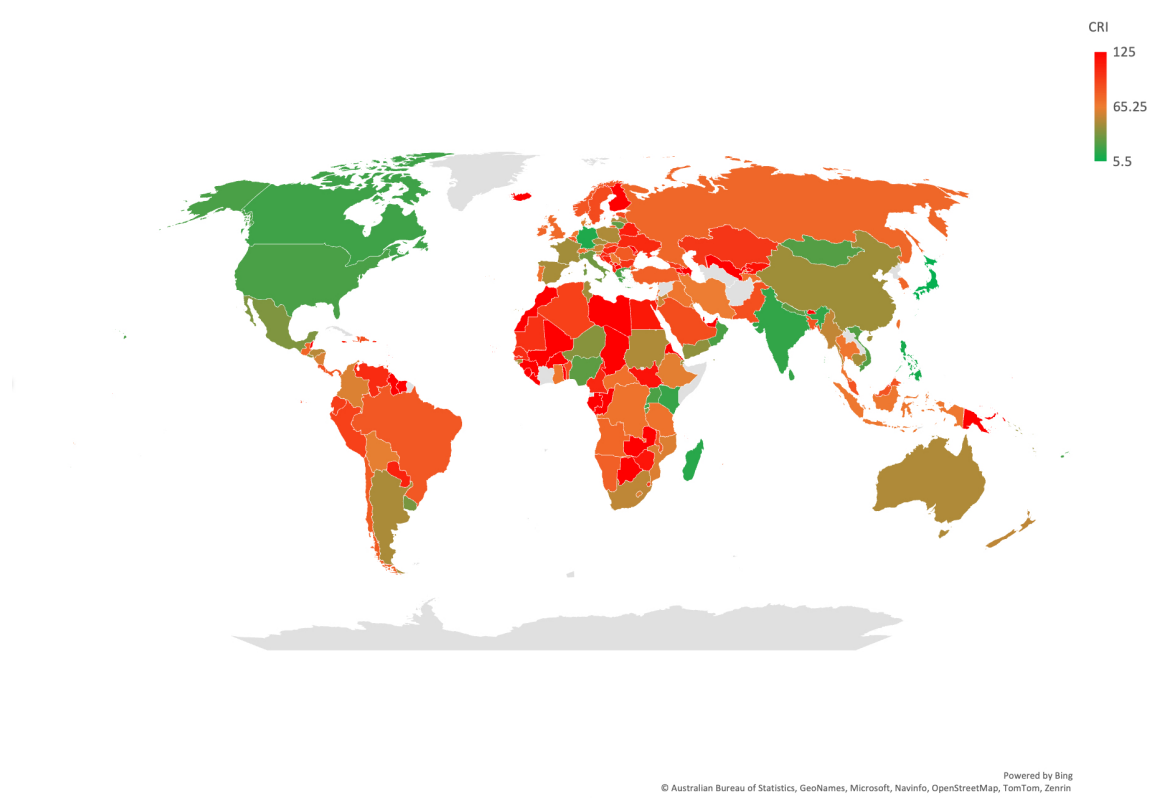 CRI
125
65.25
5.5
Powered by Bing
© Australian Bureau of Statistics, GeoNames, Microsoft, Navinfo, OpenStreetMap, TomTom, Zenrin